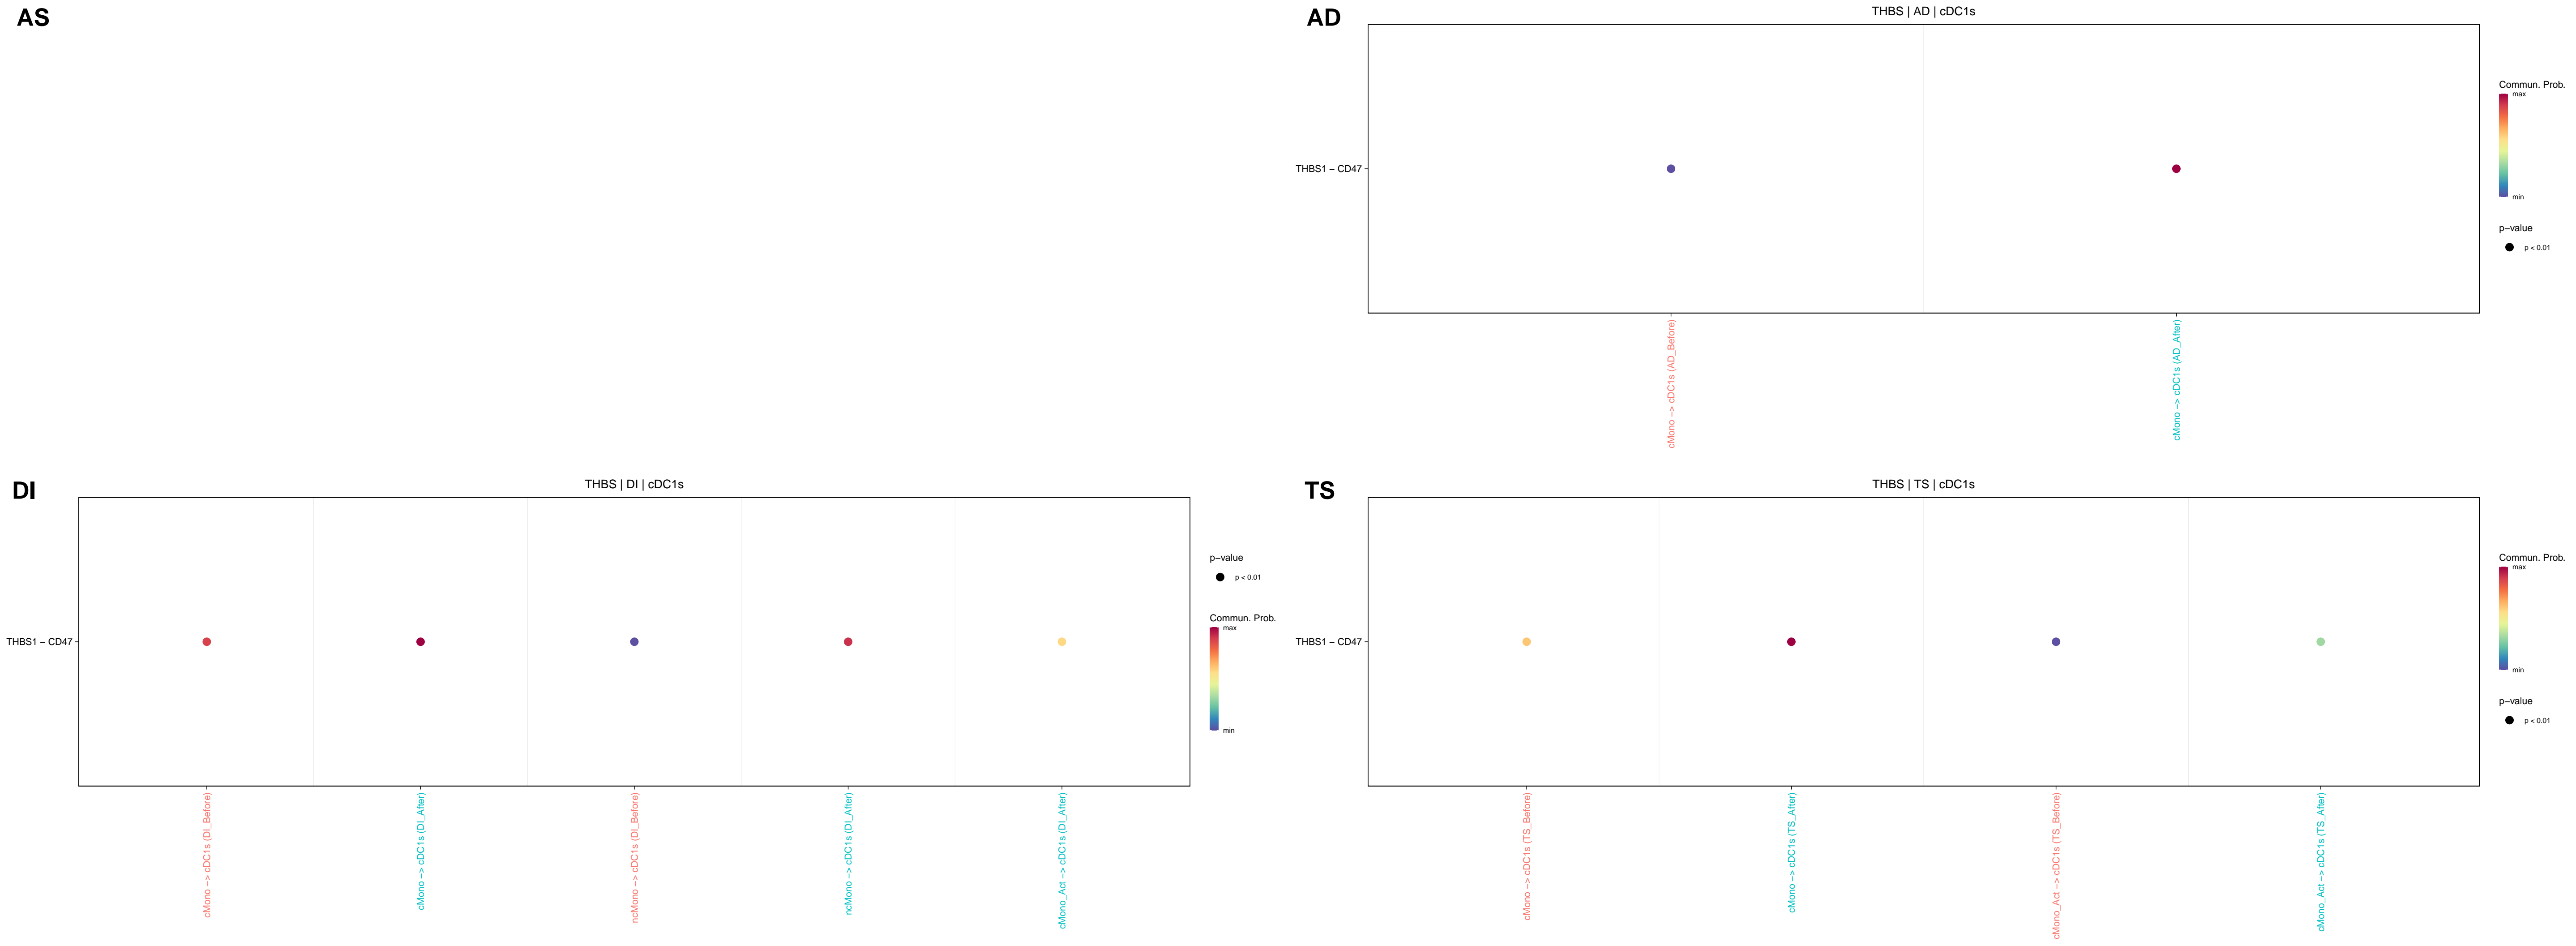 AS
AD
THBS | AD | cDC1s
THBS1 − CD47
cMono −> cDC1s (AD_Before)
cMono −> cDC1s (AD_After)
Commun. Prob.
max
min
p−value
p < 0.01
DI
THBS | DI | cDC1s
THBS1 − CD47
cMono −> cDC1s (DI_Before)
cMono −> cDC1s (DI_After)
ncMono −> cDC1s (DI_Before)
ncMono −> cDC1s (DI_After)
cMono_Act −> cDC1s (DI_After)
p−value
p < 0.01
Commun. Prob.
max
min
TS
THBS | TS | cDC1s
THBS1 − CD47
cMono −> cDC1s (TS_Before)
cMono −> cDC1s (TS_After)
cMono_Act −> cDC1s (TS_Before)
cMono_Act −> cDC1s (TS_After)
Commun. Prob.
max
min
p−value
p < 0.01